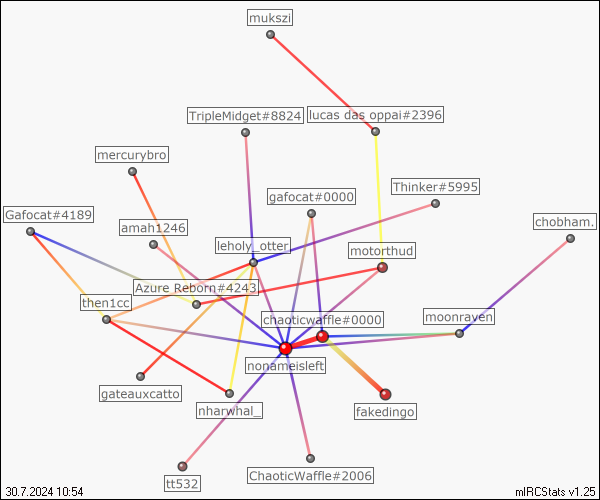 mukszi
TripleMidget#8824
lucas das oppai#2396
mercurybro
Thinker#5995
gafocat#0000
Gafocat#4189
amah1246
chobham.
leholy_otter
motorthud
Azure Reborn#4243
then1cc
chaoticwaffle#0000
moonraven
nonameisleft
gateauxcatto
nharwhal_
fakedingo
tt532
ChaoticWaffle#2006
30.7.2024 10:54
mIRCStats v1.25